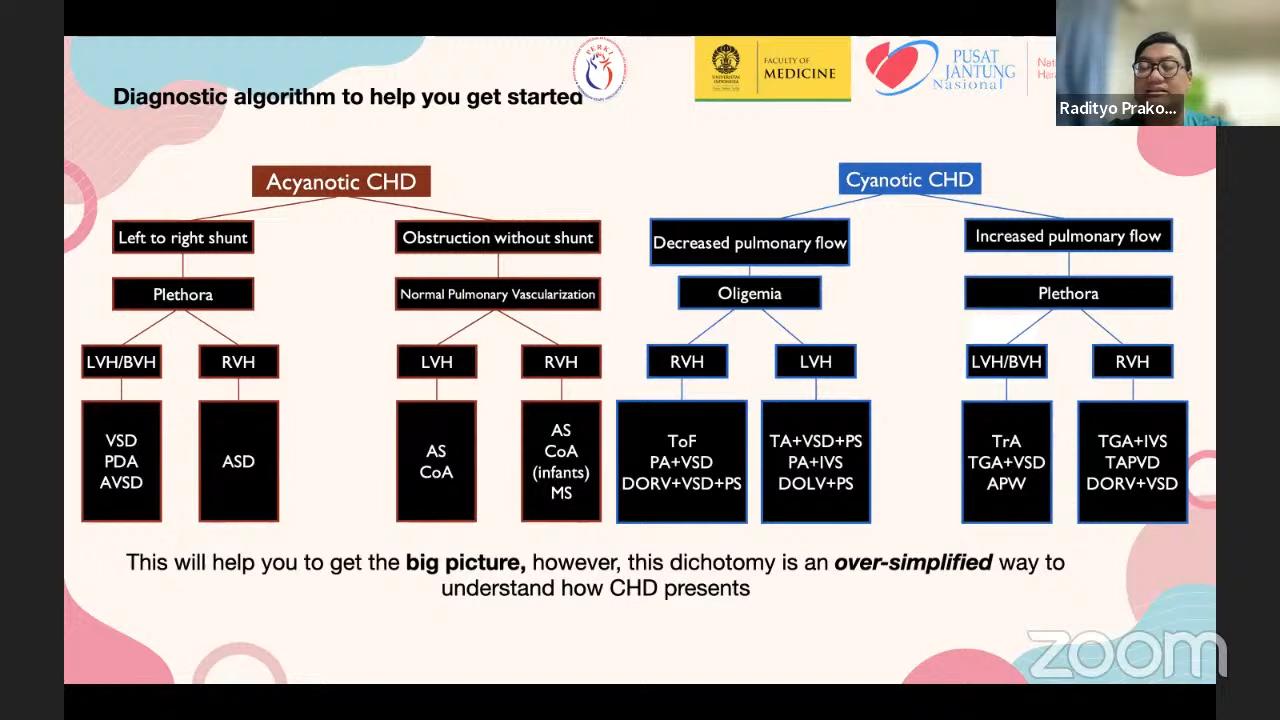 Diagnostic algorithm to help you get started
PERKI
UNIVERSITAS
INDONESIA
FACULTY OF
MEDICINE
PUSAT
JANTUNG
Nasional
Radityo Prako...
Acyanotic CHD
Cyanotic CHD
Left to right shunt
Obstruction without shunt
Decreased pulmonary flow
Increased pulmonary flow
Plethora
Normal Pulmonary Vascularization
Oligemia
Plethora
LVH/BVH
RVH
LVH
RVH
RVH
LVH
LVH/BVH
RVH
VSD
PDA
AVSD
ASD
AS
CoA
AS
CoA
(infants)
MS
ToF
PA+VSD
DORV+VSD+PS
TA+VSD+PS
PA+IVS
DOLV+PS
TrA
TGA+VSD
APW
TGA+IVS
TAPVD
DORV+VSD
This will help you to get the big picture, however, this dichotomy is an over-simplified way to
understand how CHD presents
zoom